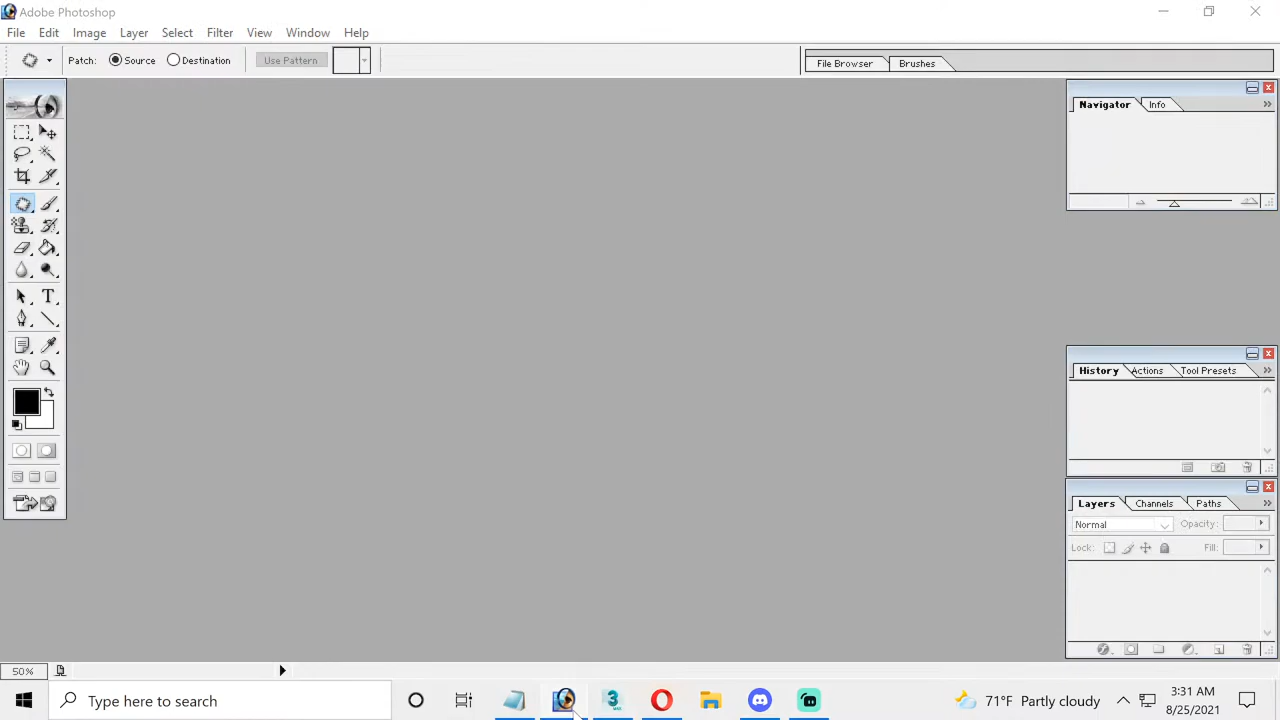 Adobe Photoshop
File Edit Image Layer Select Filter View Window Help
Patch: Source Destination Use Pattern File Browser Brushes
Navigator Info
History Actions Tool Presets
Layers Channels Paths
Normal Opacity:
Lock: Fill:
50%
Type here to search
71°F Partly cloudy
3:31 AM
8/25/2021